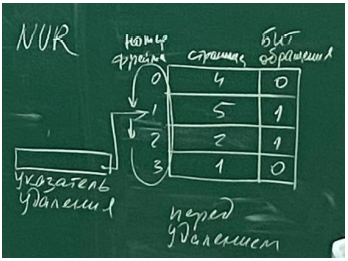 NUR
номер фрейма
страница
БИТ обращения
0 4 0
1 5 1
2 2 1
3 1 0
указатель удаления
перед удалением